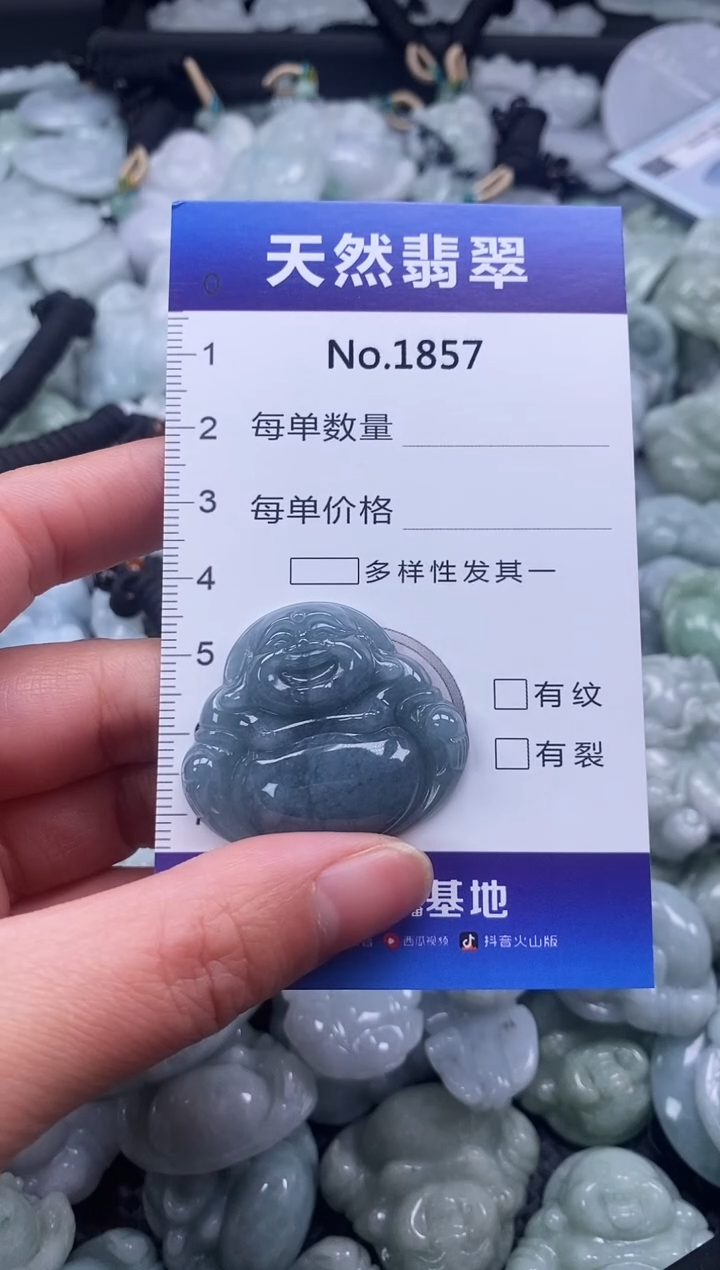 天然翡翠
0
No.1857
1
2
每单数量
3
每单价格
4
多样性发其一
5
有纹
有裂
基地
西瓜视频 抖音火山版